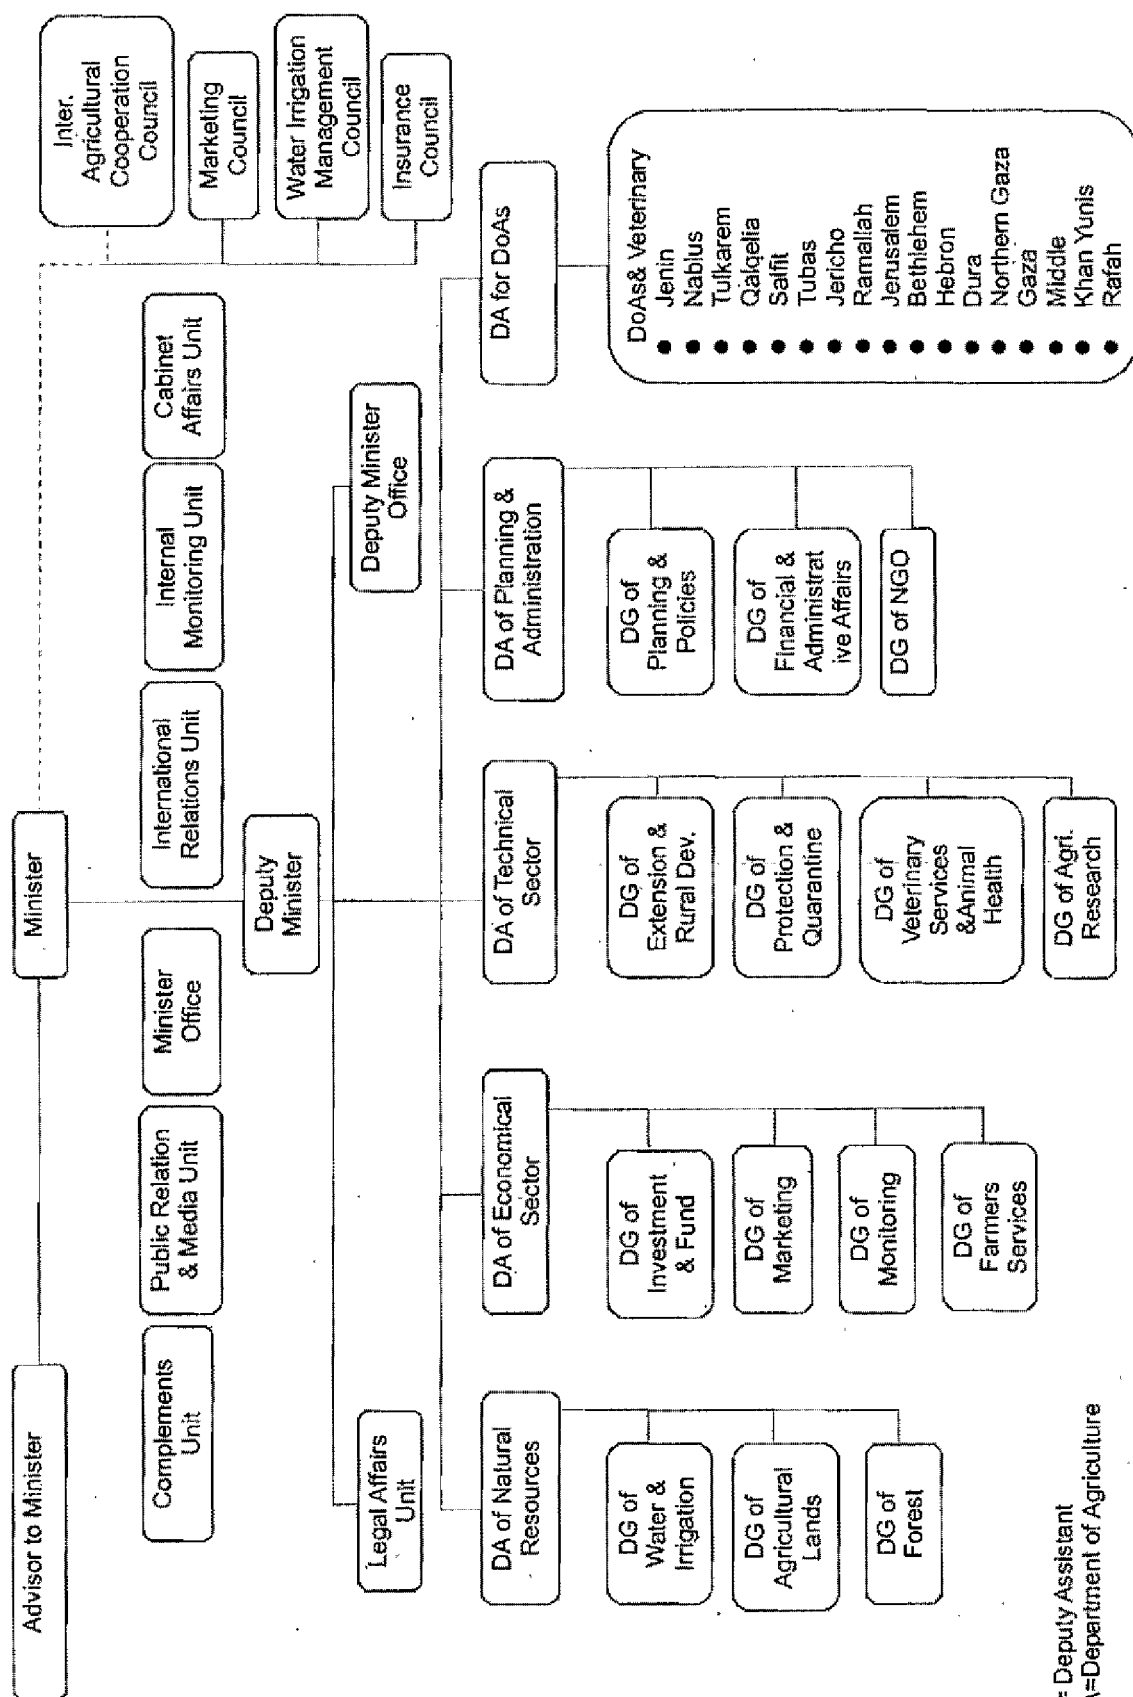 Advisor to Minister
Minister
Inter.
Agricultural
Cooperation
Council
Marketing
Council
Water Irrigation
Management
Council
Insurance
Council
Complements
Unit
Public Relation
& Media Unit
Minister
Office
International
Relations Unit
Internal
Monitoring Unit
Cabinet
Affairs Unit
Deputy
Minister
Legal Affairs
Unit
Deputy Minister
Office
DA of Natural
Resources
DA of Economical
Sector
DA of Technical
Sector
DA of Planning &
Administration
DA for DoAs
DG of
Water &
Irrigation
DG of
Agricultural
Lands
DG of
Forest
DG of
Investment
& Fund
DG of
Marketing
DG of
Monitoring
DG of
Farmers
Services
DG of
Extension &
Rural Dev.
DG of
Protection &
Quarantine
DG of
Veterinary
Services
&Animal
Health
DG of Agri.
Research
DG of
Planning &
Policies
DG of
Financial &
Administrat
ive Affairs
DG of NGO
DoAs& Veterinary
● Jenin
● Nablus
● Tulkarem
● Qalqelia
● Salfit
● Tubas
● Jericho
● Ramallah
● Jerusalem
● Bethlehem
● Hebron
● Dura
● Northern Gaza
● Gaza
● Middle
● Khan Yunis
● Rafah
= Deputy Assistant
A=Department of Agriculture